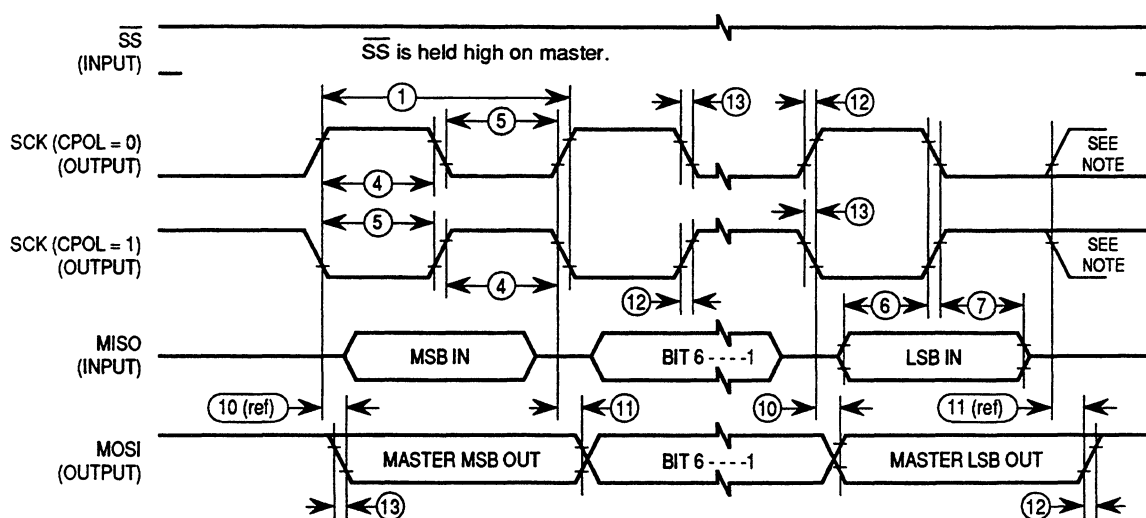 SS
(INPUT)
SS is held high on master.
1
13
12
5
SCK (CPOL = 0)
(OUTPUT)
SEE
NOTE
4
5
13
SCK (CPOL = 1)
(OUTPUT)
SEE
NOTE
4
12
6
7
MISO
(INPUT)
MSB IN
BIT 6 - - - - -1
LSB IN
10 (ref)
11
10
11 (ref)
MOSI
(OUTPUT)
MASTER MSB OUT
BIT 6 - - - - -1
MASTER LSB OUT
13
12